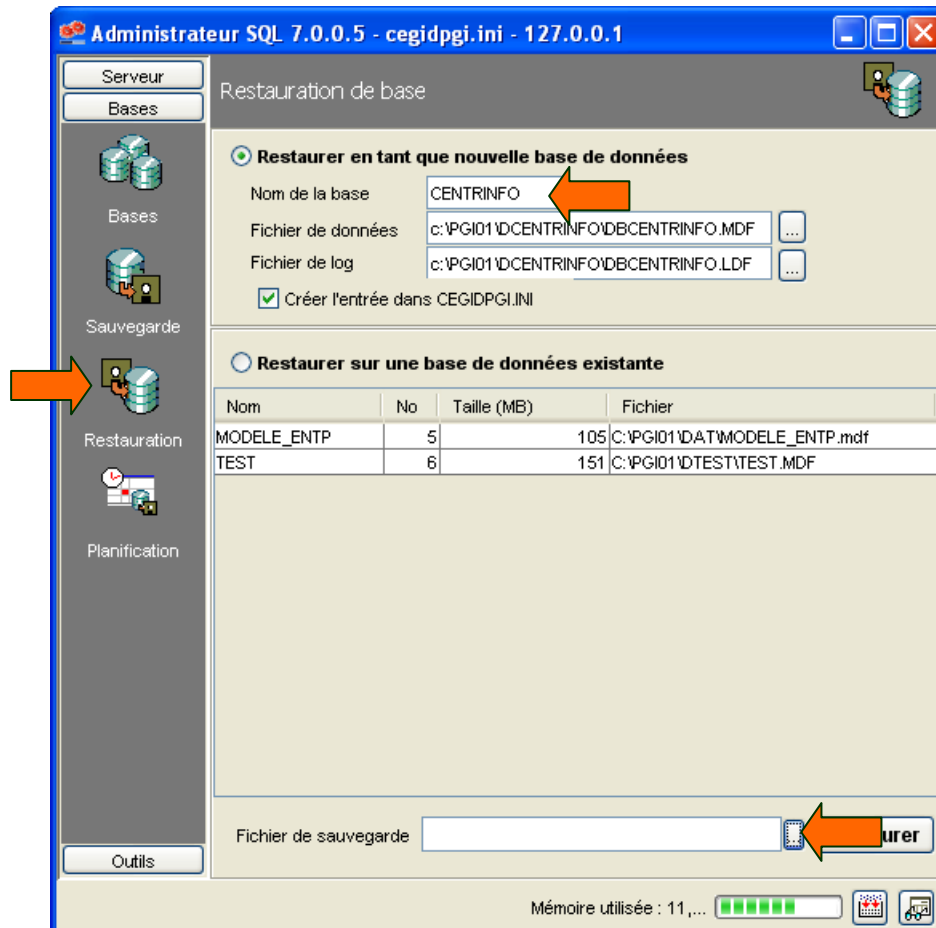 Administrateur SQL 7.0.0.5 - cegidpgi.ini - 127.0.0.1
Serveur
Bases
Restauration de base
Bases
Sauvegarde
Restauration
Planification
Outils
Restaurer en tant que nouvelle base de données
Nom de la base CENTRINFO
Fichier de données c:\PGI01\DCENTRINFO\DBCENTRINFO.MDF ...
Fichier de log c:\PGI01\DCENTRINFO\DBCENTRINFO.LDF ...
Créer l'entrée dans CEGIDPGI.INI
Restaurer sur une base de données existante
Nom No Taille (MB) Fichier
MODELE_ENTP 5 105 C:\PGI01\DAT\MODELE_ENTP.mdf
TEST 6 151 C:\PGI01\DTEST\TEST.MDF
Fichier de sauvegarde ... urer
Mémoire utilisée : 11,...